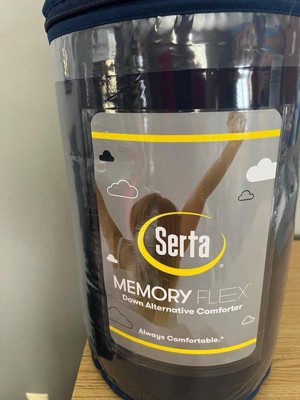 Serta
MEMORY FLEX
Down Alternative Comforter
Always Comfortable.®